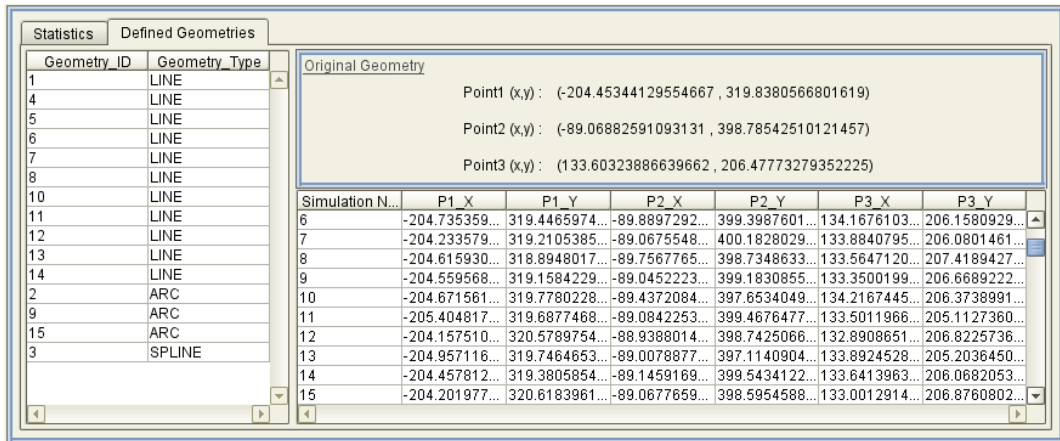 Statistics Defined Geometries
Geometry_ID Geometry_Type
1 LINE
4 LINE
5 LINE
6 LINE
7 LINE
8 LINE
10 LINE
11 LINE
12 LINE
13 LINE
14 LINE
2 ARC
9 ARC
15 ARC
3 SPLINE
Original Geometry
Point1 (x,y) : (-204.45344129554667 , 319.8380566801619)
Point2 (x,y) : (-89.06882591093131 , 398.78542510121457)
Point3 (x,y) : (133.60323886639662 , 206.47773279352225)
Simulation N... P1_X P1_Y P2_X P2_Y P3_X P3_Y
6 -204.735359... 319.4465974... -89.8897292... 399.3987601... 134.1676103... 206.1580929...
7 -204.233579... 319.2105385... -89.0675548... 400.1828029... 133.8840795... 206.0801461...
8 -204.615930... 318.8948017... -89.7567765... 398.7348633... 133.5647120... 207.4189427...
9 -204.559568... 319.1584229... -89.0452223... 399.1830855... 133.3500199... 206.6689222...
10 -204.671561... 319.7780228... -89.4372084... 397.6534049... 134.2167445... 206.3738991...
11 -205.404817... 319.6877468... -89.0842253... 399.4676477... 133.5011966... 205.1127360...
12 -204.157510... 320.5789754... -88.9388014... 398.7425066... 132.8908651... 206.8225736...
13 -204.957116... 319.7464653... -89.0078877... 397.1140904... 133.8924528... 205.2036450...
14 -204.457812... 319.3805854... -89.1459169... 399.5434122... 133.6413963... 206.0682053...
15 -204.201977... 320.6183961... -89.0677659... 398.5954588... 133.0012914... 206.8760802...